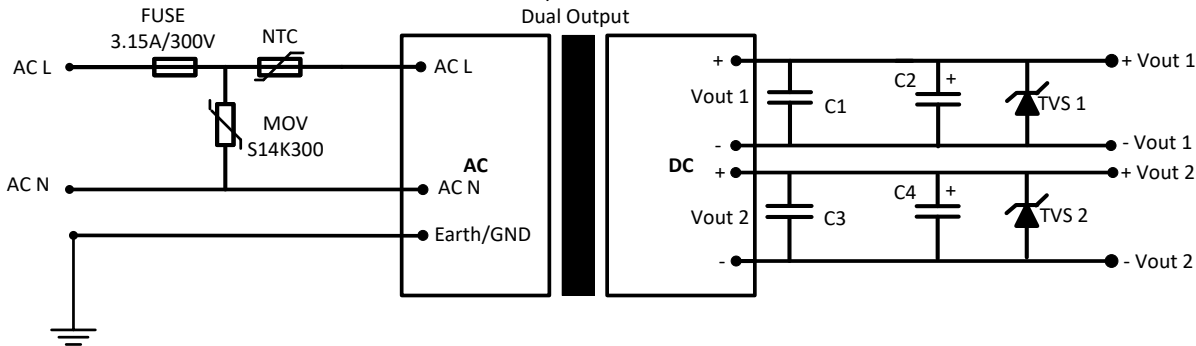 Dual Output
FUSE
3.15A/300V
NTC
AC L
AC L
MOV
S14K300
AC N
AC
AC N
Earth/GND
+
Vout 1
-
+
DC
Vout 2
-
C1
C2
+
TVS 1
+ Vout 1
- Vout 1
+ Vout 2
C3
C4
+
TVS 2
- Vout 2